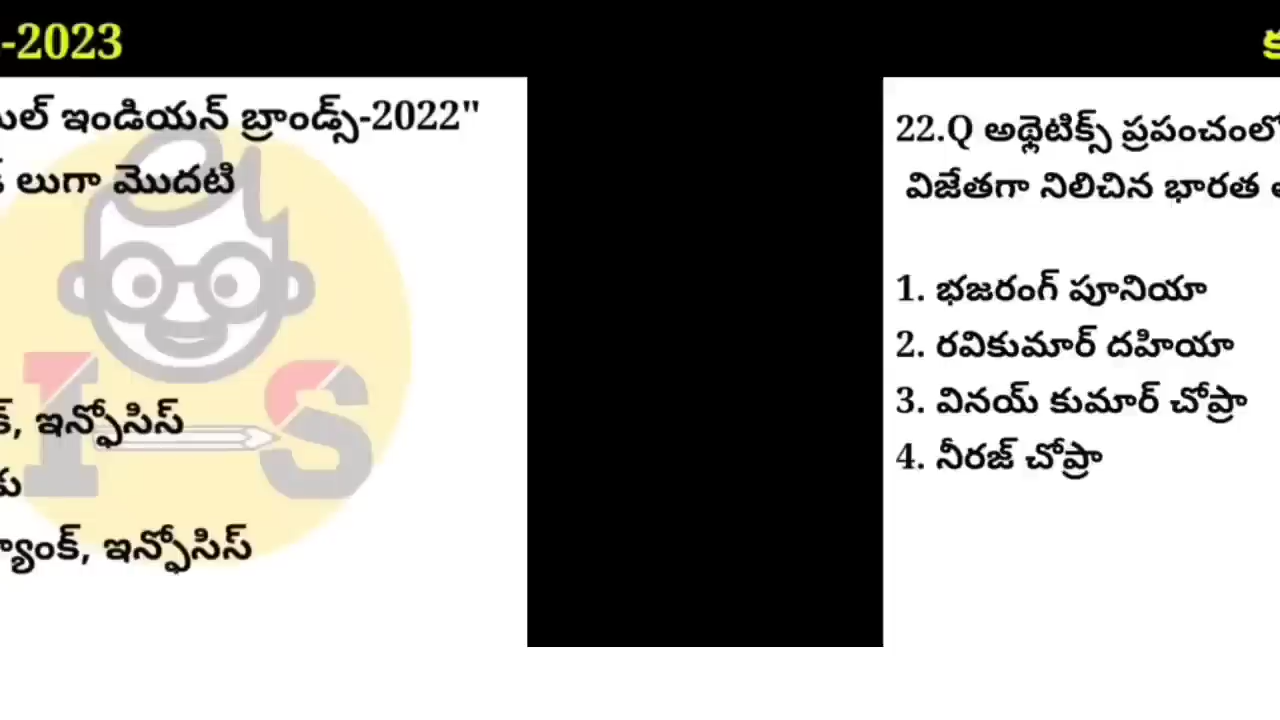 -2023
ఇండియన్ బ్రాండ్స్-2022"
లుగా మొదటి
ఇన్ఫోసిస్
ఇన్ఫోసిస్
I S
22.Q అథ్లెటిక్స్ ప్రపంచంలో
విజేతగా నిలిచిన భారత
1. భజరంగ్ పూనియా
2. రవికుమార్ దహియా
3. వినయ్ కుమార్ చోప్రా
4. నీరజ్ చోప్రా